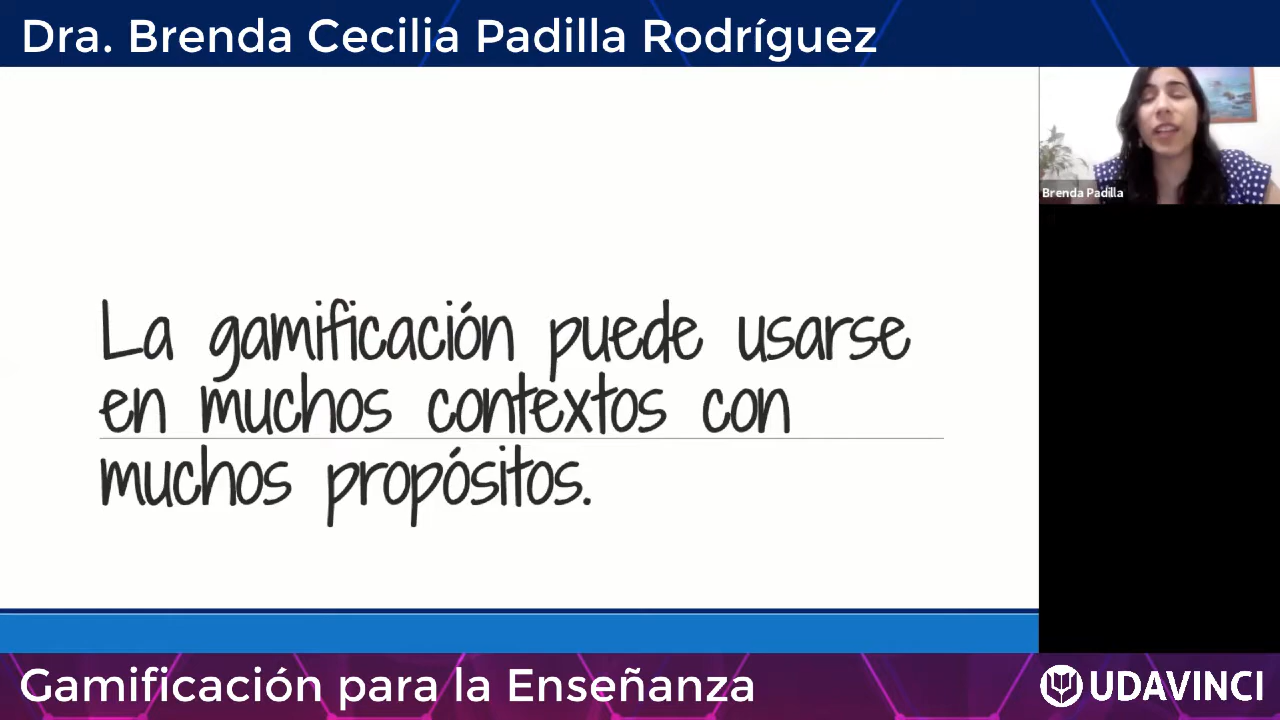 Dra. Brenda Cecilia Padilla Rodríguez
Brenda Padilla
La gamificación puede usarse
en muchos contextos con
muchos propósitos.
Gamificación para la Enseñanza
UDAVINCI